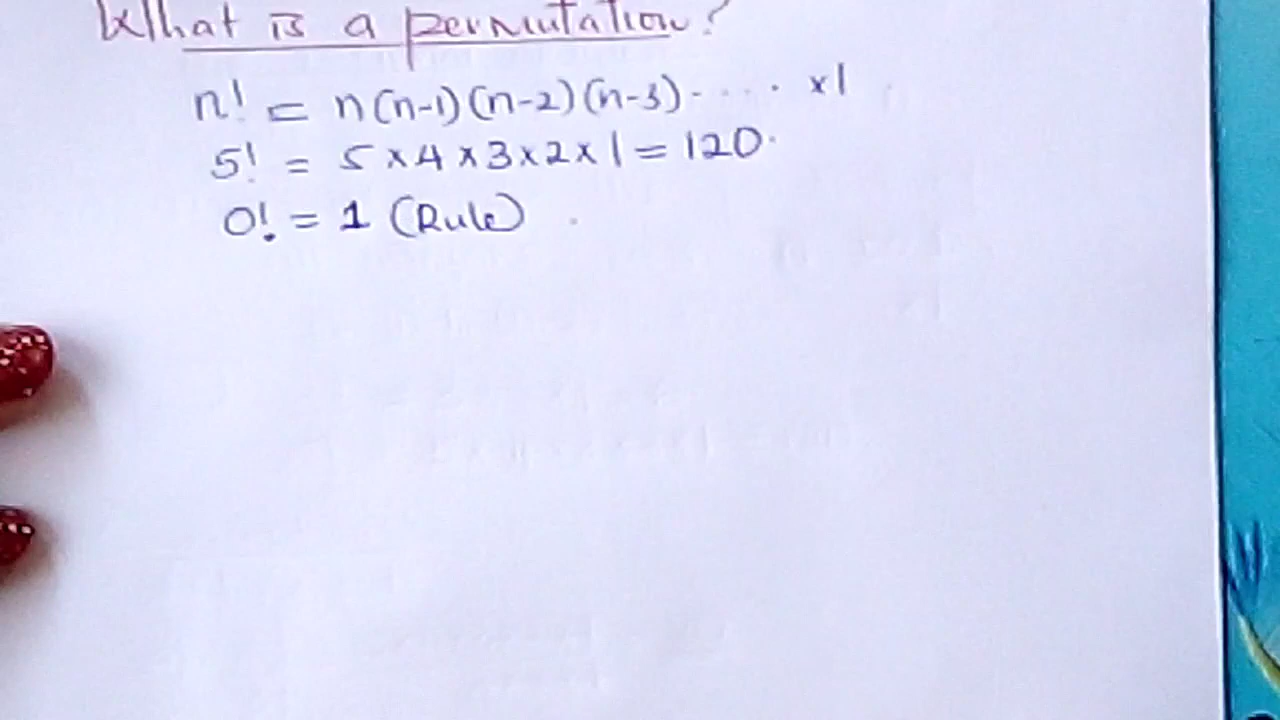 What is a permutation?
n! = n(n-1)(n-2)(n-3)..... x1
5! = 5x4x3x2x1 = 120.
0! = 1 (Rule)